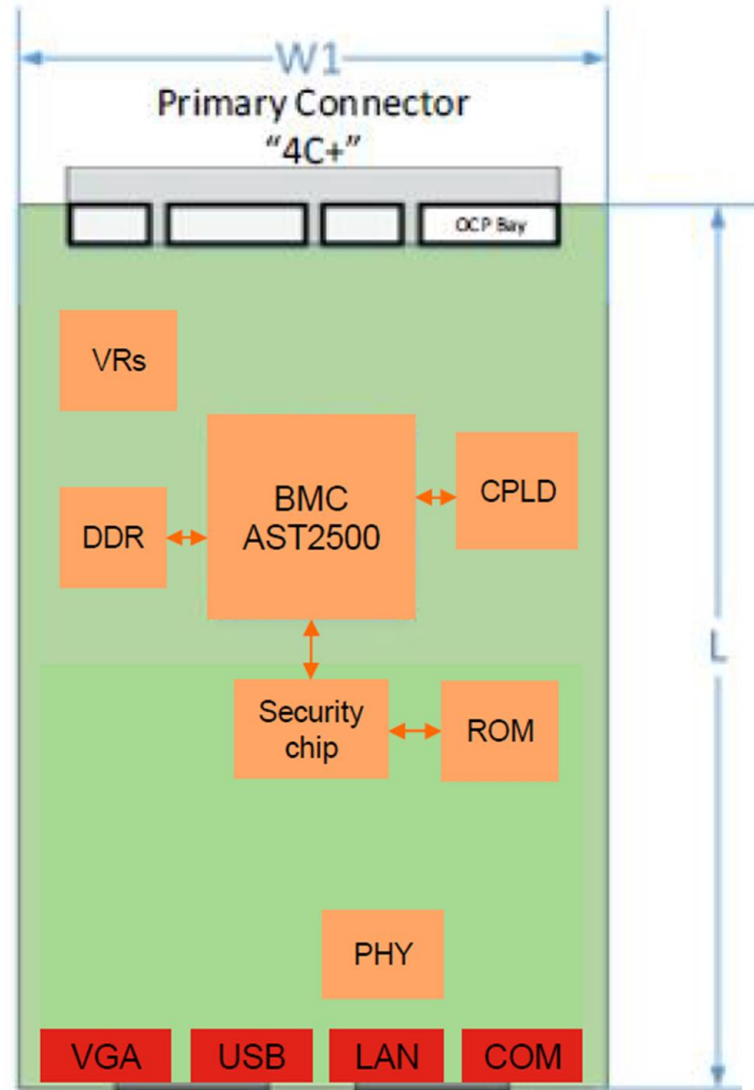 W1
Primary Connector
“4C+”
OCP Bay
VRs
BMC
AST2500
CPLD
DDR
L
Security
chip
ROM
PHY
VGA
USB
LAN
COM